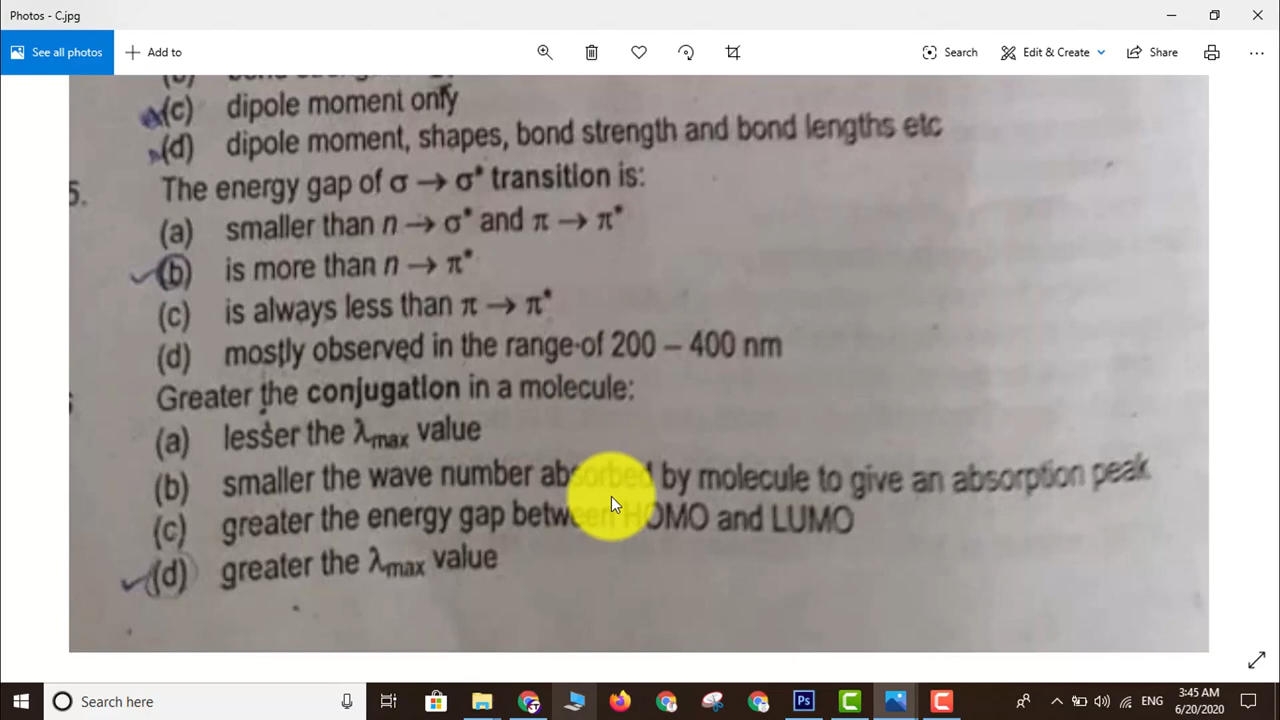 Photos - C.jpg
See all photos
Add to
Search
Edit & Create
Share
(c) dipole moment only
(d) dipole moment, shapes, bond strength and bond lengths etc
5. The energy gap of σ → σ* transition is:
(a) smaller than n → σ* and π → π*
(b) is more than n → π*
(c) is always less than π → π*
(d) mostly observed in the range of 200 – 400 nm
Greater the conjugation in a molecule:
(a) lesser the λmax value
(b) smaller the wave number absorbed by molecule to give an absorption peak
(c) greater the energy gap between HOMO and LUMO
(d) greater the λmax value
Search here
Ps
ENG
3:45 AM
6/20/2020